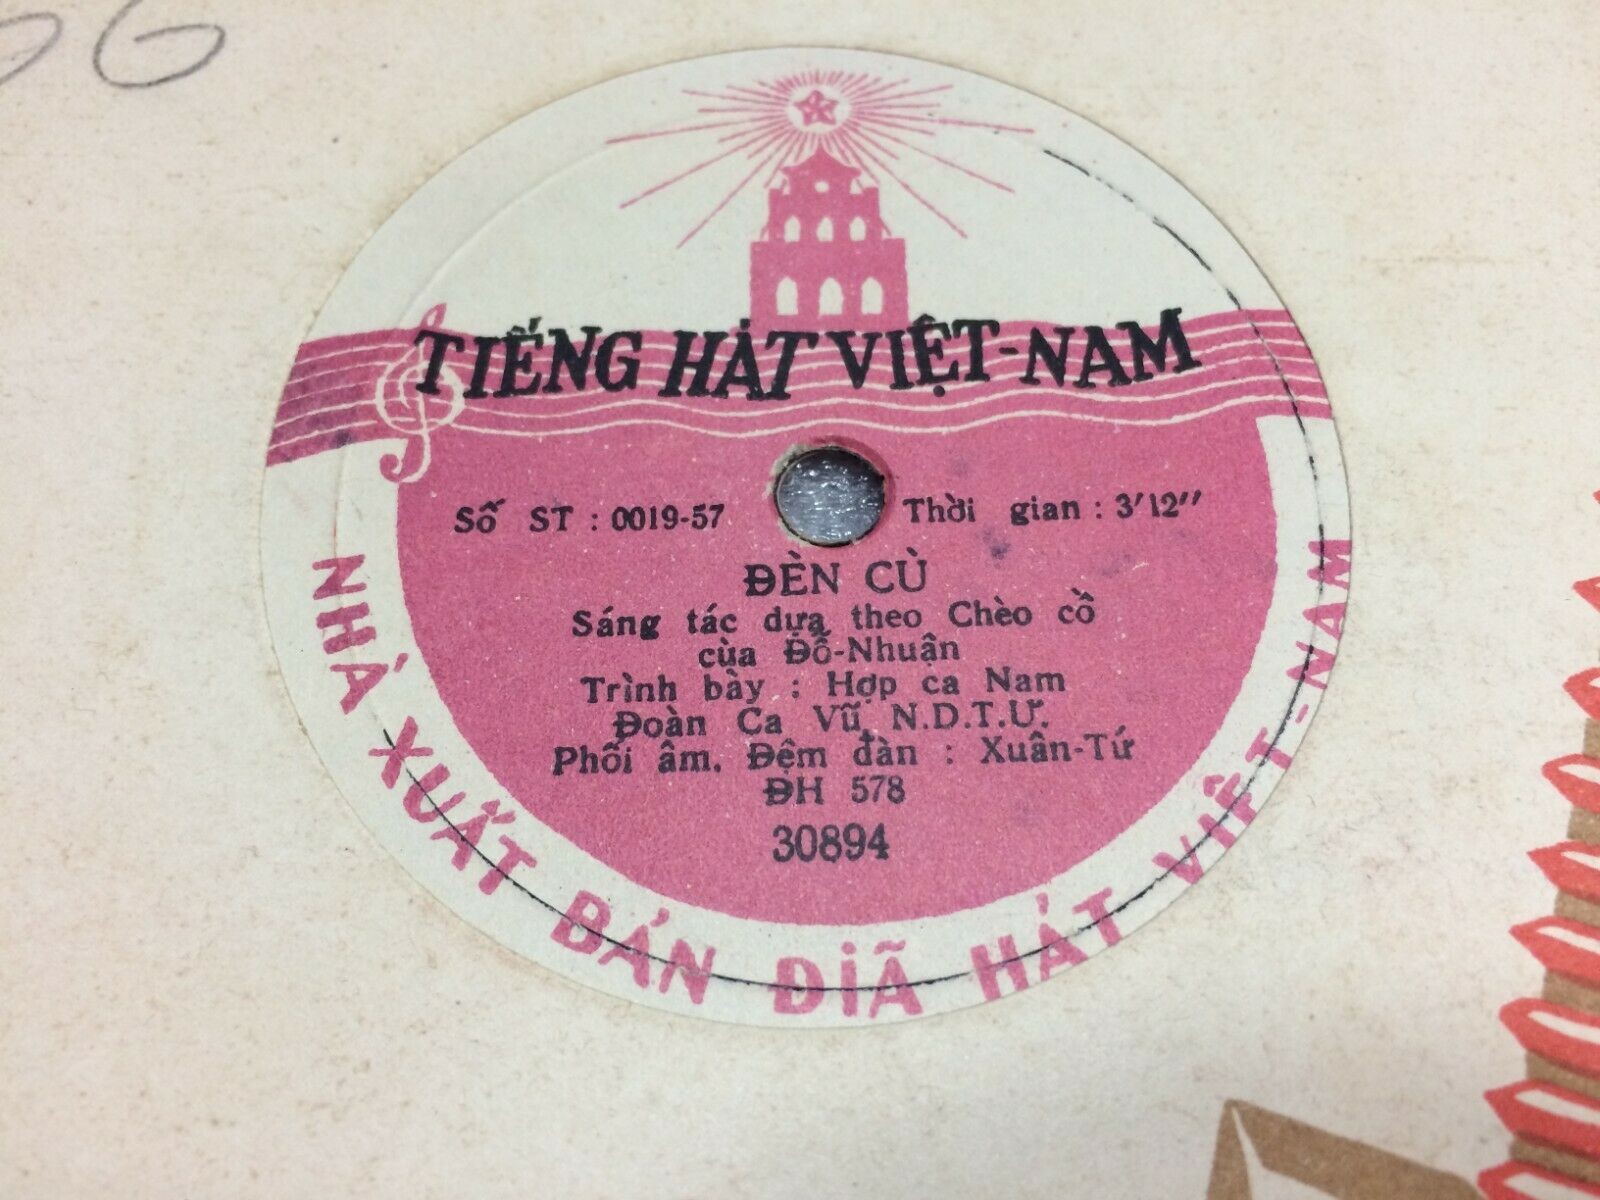 TIẾNG HÁT VIỆT-NAM
Số ST : 0019-57 Thời gian : 3'12"
ĐÈN CÙ
Sáng tác dựa theo Chèo cổ
của Đỗ-Nhuận
Trình bày : Hợp ca Nam
Đoàn Ca Vũ N.D.T.Ư.
Phối âm. Đệm đàn : Xuân-Tứ
ĐH 578
30894
NHÀ XUẤT BẢN ĐĨA HÁT VIỆT-NAM